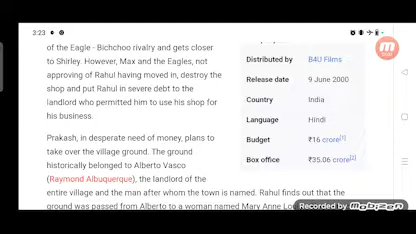 3:23
of the Eagle - Bichchoo rivalry and gets closer
to Shirley. However, Max and the Eagles, not
approving of Rahul having moved in, destroy the
shop and put Rahul in severe debt to the
landlord who permitted him to use his shop for
his business.
Prakash, in desperate need of money, plans to
take over the village ground. The ground
historically belonged to Alberto Vasco
(Raymond Albuquerque), the landlord of the
entire village and the man after whom the town is named. Rahul finds out that the
ground was passed from Alberto to a woman named Mary Anne
Distributed by B4U Films
Release date 9 June 2000
Country India
Language Hindi
Budget ₹16 crore[1]
Box office ₹35.06 crore[2]
Recorded by Mobizen